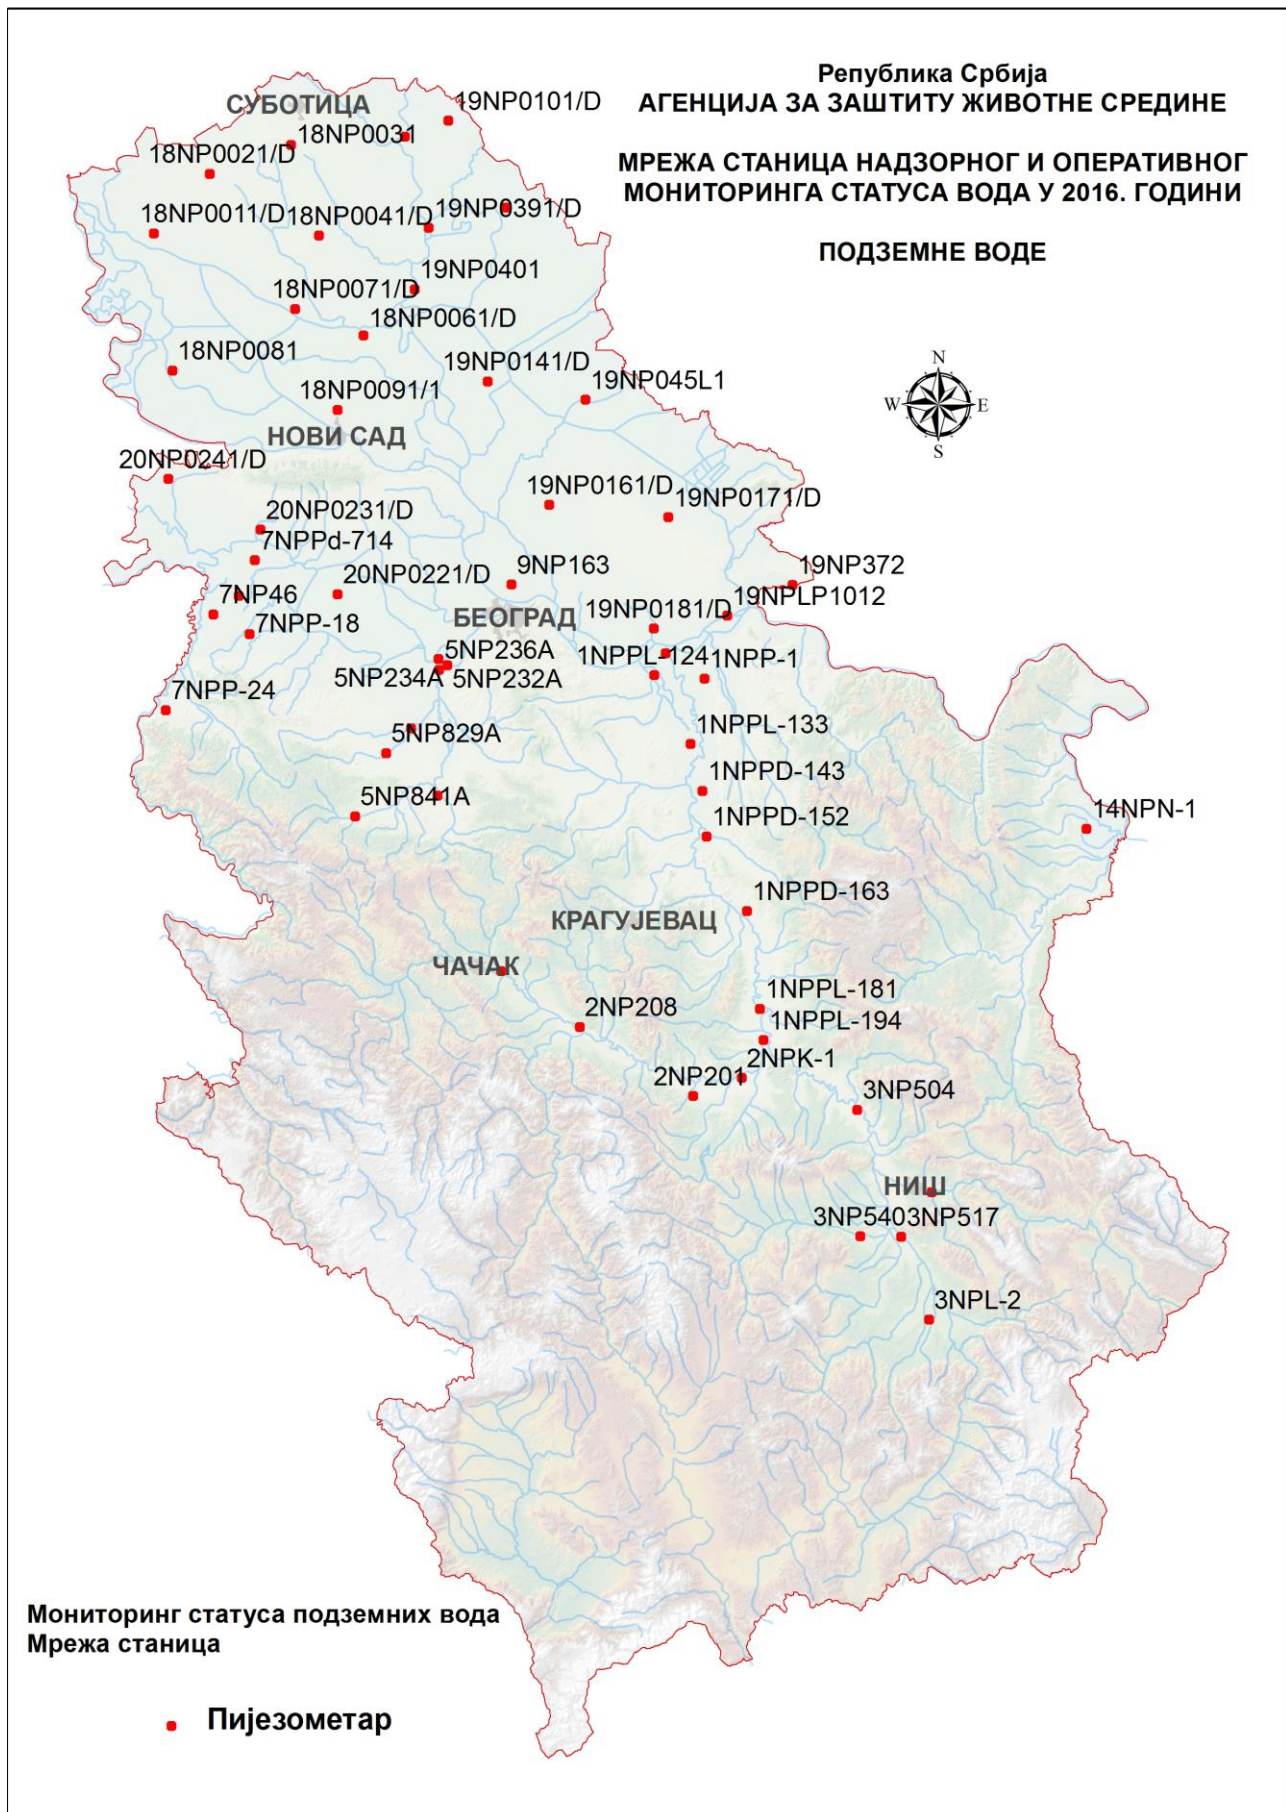 Република Србија
АГЕНЦИЈА ЗА ЗАШТИТУ ЖИВОТНЕ СРЕДИНЕ
МРЕЖА СТАНИЦА НАДЗОРНОГ И ОПЕРАТИВНОГ
МОНИТОРИНГА СТАТУСА ВОДА У 2016. ГОДИНИ
ПОДЗЕМНЕ ВОДЕ
СУБОТИЦА
19NP0101/D
18NP0031
18NP0021/D
18NP0011/D
18NP0041/D
19NP0391/D
19NP0401
18NP0071/D
18NP0061/D
18NP0081
19NP0141/D
19NP045L1
18NP0091/1
НОВИ САД
N
W
E
S
20NP0241/D
19NP0161/D
19NP0171/D
20NP0231/D
7NPPd-714
20NP0221/D
9NP163
19NP372
7NP46
19NPLP1012
БЕОГРАД
19NP0181/D
7NPP-18
5NP236A
1NPPL-124
1NPP-1
5NP234A
5NP232A
7NPP-24
5NP829A
1NPPL-133
1NPPD-143
5NP841A
1NPPD-152
14NPN-1
1NPPD-163
КРАГУЈЕВАЦ
ЧАЧАК
1NPPL-181
2NP208
1NPPL-194
2NPK-1
2NP201
3NP504
НИШ
3NP540
3NP517
3NPL-2
Мониторинг статуса подземних вода
Мрежа станица
Пијезометар